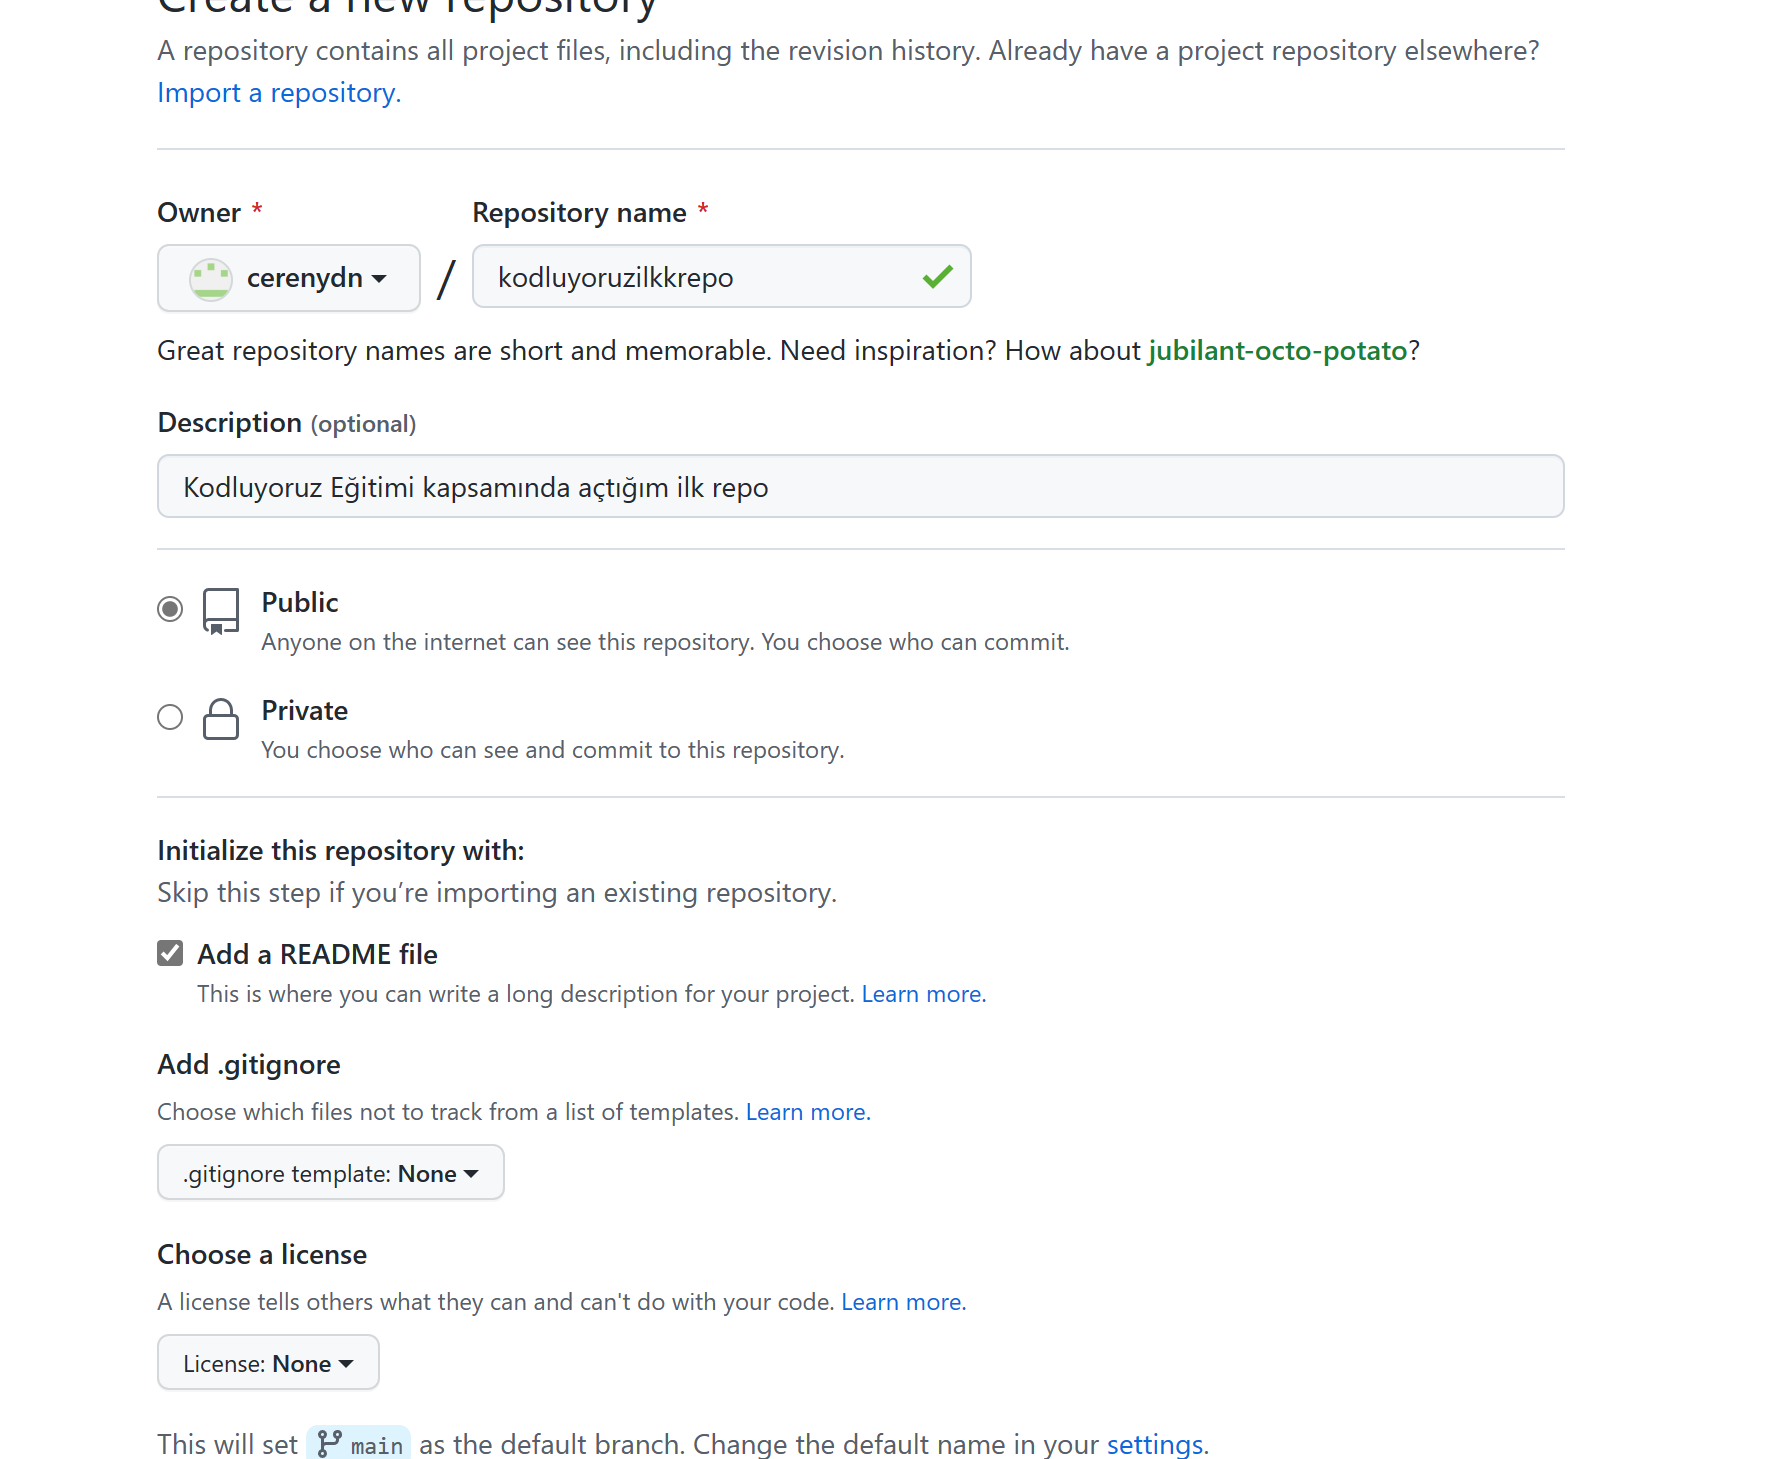 Create a new repository
A repository contains all project files, including the revision history. Already have a project repository elsewhere?
Import a repository.
Owner *
Repository name *
cerenydn
/
kodluyoruzilkkrepo
Great repository names are short and memorable. Need inspiration? How about jubilant-octo-potato?
Description (optional)
Kodluyoruz Eğitimi kapsamında açtığım ilk repo
Public
Anyone on the internet can see this repository. You choose who can commit.
Private
You choose who can see and commit to this repository.
Initialize this repository with:
Skip this step if you’re importing an existing repository.
Add a README file
This is where you can write a long description for your project. Learn more.
Add .gitignore
Choose which files not to track from a list of templates. Learn more.
.gitignore template: None
Choose a license
A license tells others what they can and can't do with your code. Learn more.
License: None
This will set main as the default branch. Change the default name in your settings.